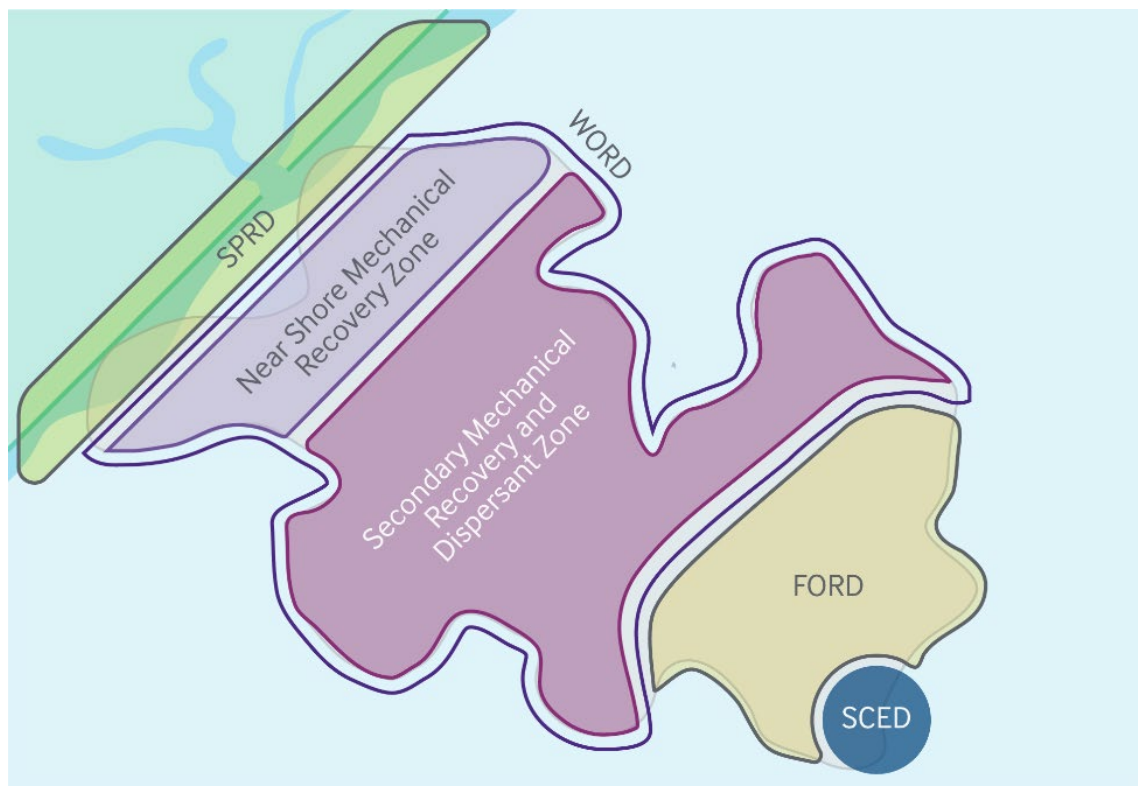 WORD
SPRD
Near Shore Mechanical
Recovery Zone
Secondary Mechanical
Recovery and
Dispersant Zone
FORD
SCED